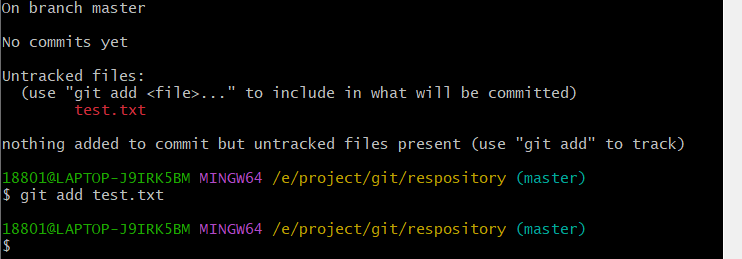 On branch master
No commits yet
Untracked files:
(use "git add <file>..." to include in what will be committed)
test.txt
nothing added to commit but untracked files present (use "git add" to track)
18801@LAPTOP-J9IRK5BM MINGW64 /e/project/git/respository (master)
$ git add test.txt
18801@LAPTOP-J9IRK5BM MINGW64 /e/project/git/respository (master)
$